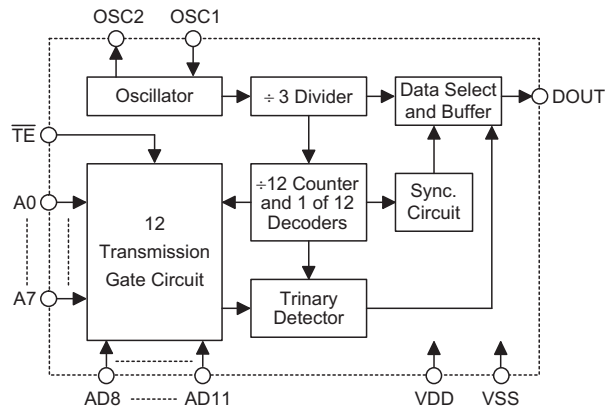 OSC2 OSC1
Oscillator
÷ 3 Divider
Data Select
and Buffer
DOUT
T̅E̅
A0
12
Transmission
Gate Circuit
÷12 Counter
and 1 of 12
Decoders
Sync.
Circuit
A7
Trinary
Detector
AD8 AD11 VDD VSS